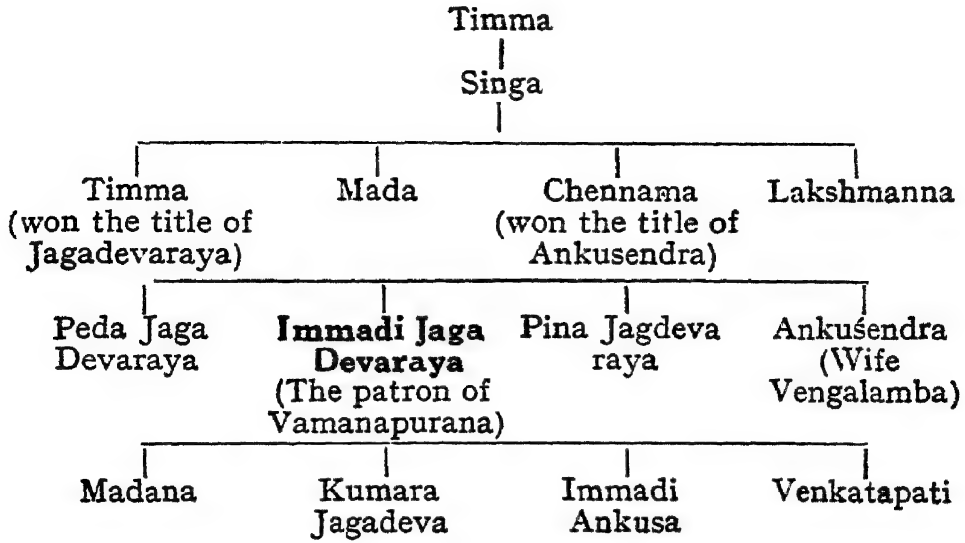 Timma
Singa
Timma Mada Chennama Lakshmanna
(won the title of (won the title of
Jagadevaraya) Ankusendra)
Peda Jaga Immadi Jaga Pina Jagdeva Ankuśendra
Devaraya Devaraya raya (Wife
(The patron of Vengalamba)
Vamanapurana)
Madana Kumara Immadi Venkatapati
Jagadeva Ankusa